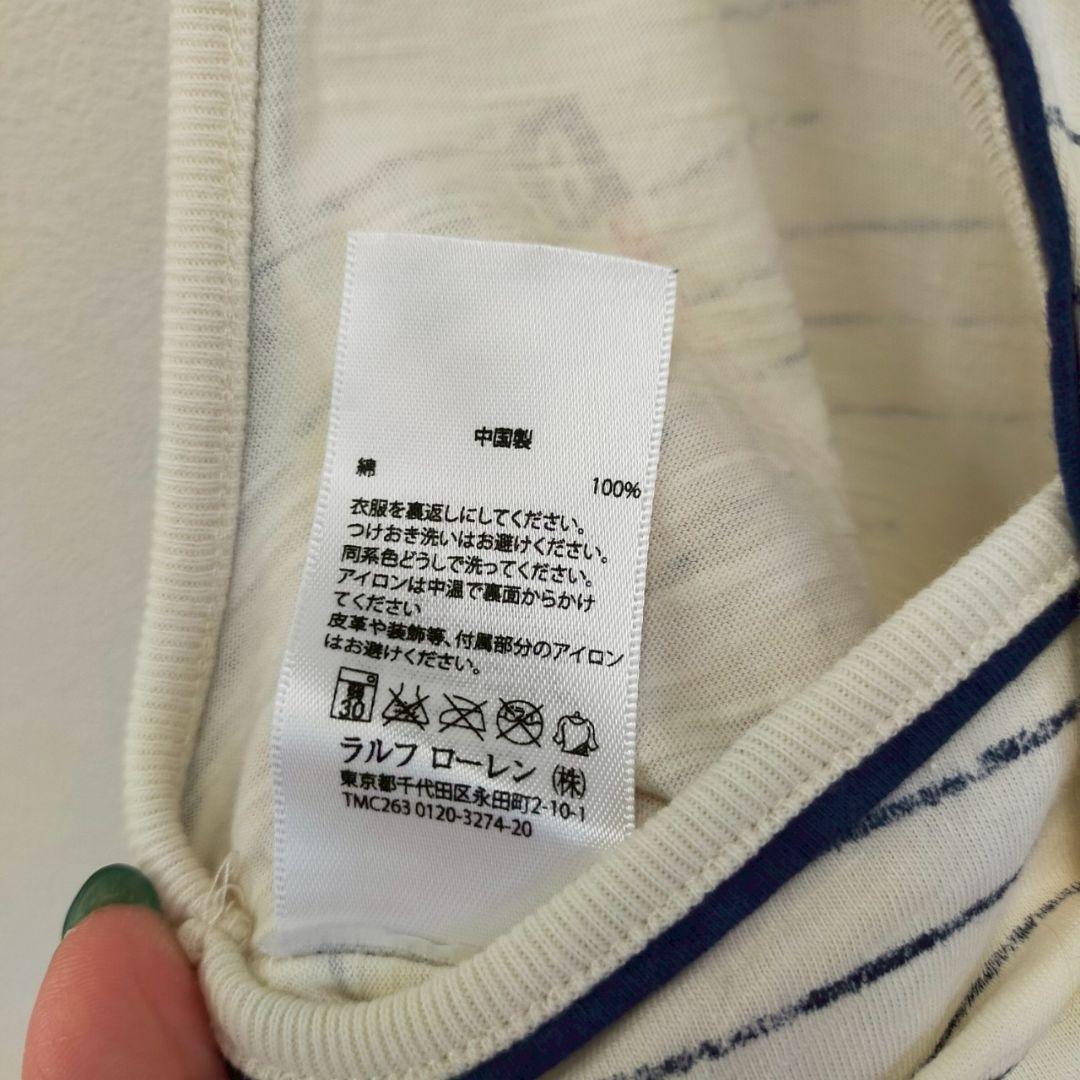 中国製
綿 100%
衣服を裏返しにしてください。
つけおき洗いはお避けください。
同系色どうしで洗ってください。
アイロンは中温で裏面からかけ
てください
皮革や装飾等、付属部分のアイロン
はお避けください。
弱
30
ラルフ ローレン (株)
東京都千代田区永田町2-10-1
TMC263 0120-3274-20